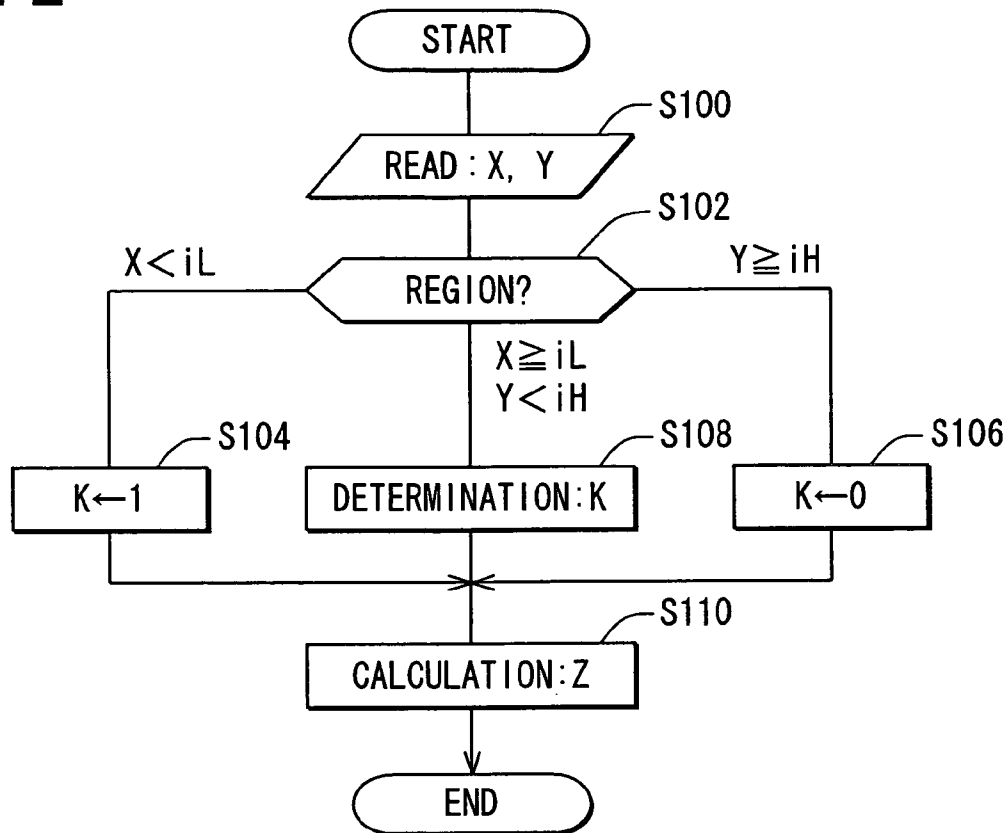 START
S100
READ : X, Y
S102
X < iL
REGION?
Y ≧ iH
X ≧ iL
Y < iH
S104
S108
S106
K←1
DETERMINATION:K
K←0
S110
CALCULATION:Z
END